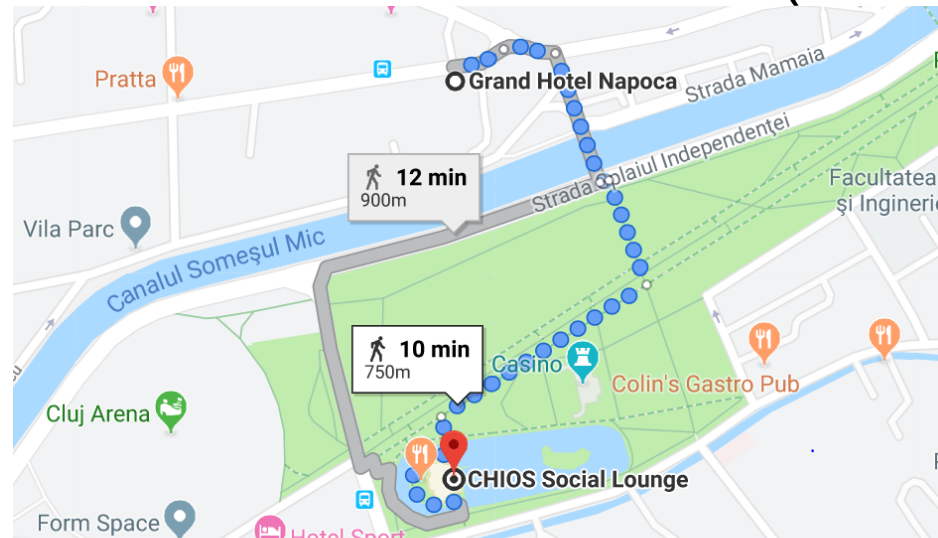 Pratta
Grand Hotel Napoca
Strada Mamaia
Strada Splaiul Independenței
12 min
900m
Facultatea
și Inginerie
Vila Parc
Canalul Someșul Mic
10 min
750m
Casino
Colin's Gastro Pub
Cluj Arena
CHIOS Social Lounge
Form Space
Hotel Sport